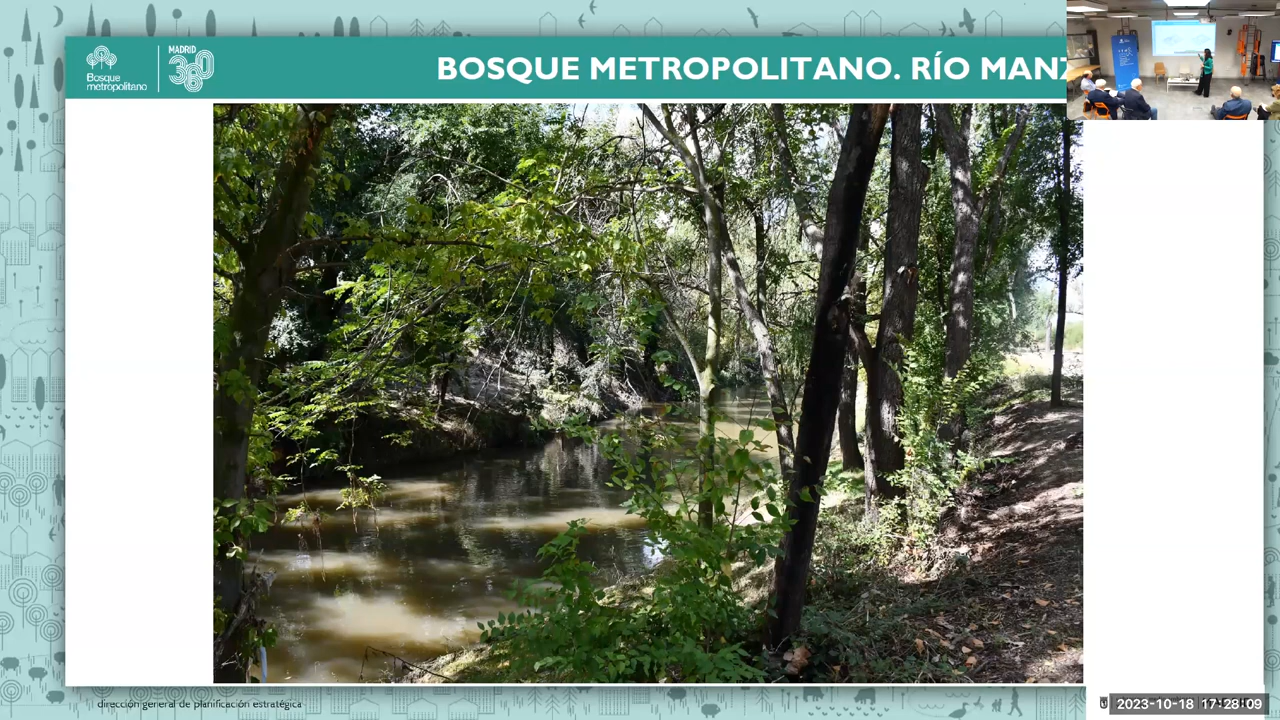 Bosque
metropolitano
MADRID
360
BOSQUE METROPOLITANO. RÍO MANZ
dirección general de planificación estratégica
2023-10-18 17:28:09